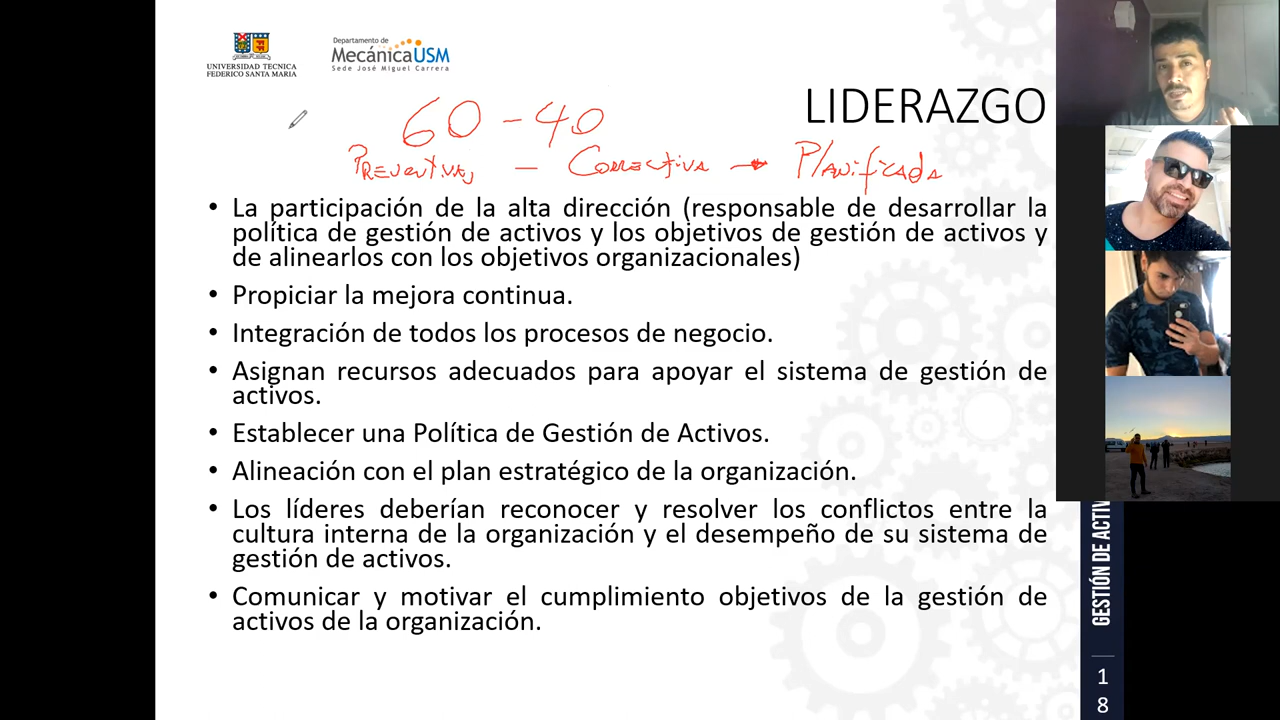 UNIVERSIDAD TECNICA
FEDERICO SANTA MARIA
Departamento de
MecánicaUSM
Sede José Miguel Carrera
LIDERAZGO
60 - 40
PREVENTIVAS - CORRECTIVA → PlANificADA
• La participación de la alta dirección (responsable de desarrollar la
política de gestión de activos y los objetivos de gestión de activos y
de alinearlos con los objetivos organizacionales)
• Propiciar la mejora continua.
• Integración de todos los procesos de negocio.
• Asignan recursos adecuados para apoyar el sistema de gestión de
activos.
• Establecer una Política de Gestión de Activos.
• Alineación con el plan estratégico de la organización.
• Los líderes deberían reconocer y resolver los conflictos entre la
cultura interna de la organización y el desempeño de su sistema de
gestión de activos.
• Comunicar y motivar el cumplimiento objetivos de la gestión de
activos de la organización.
GESTIÓN DE ACTIV
1
8